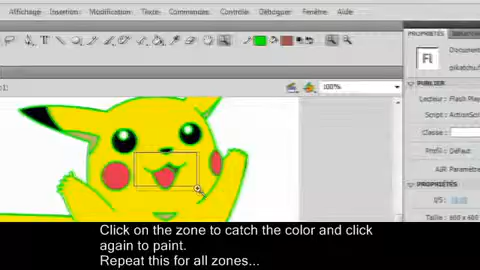 Affichage Insertion Modification Texte Commandes Contrôle Déboguer Fenêtre Aide
PROPRIÉTÉS
Fl
Document
pikatchu.f
100%
PUBLIER
Lecteur : Flash Play
Script : ActionScri
Classe :
Profil : Défaut
AIR Paramètre
PROPRIÉTÉS
Taille : 600 x 400
Click on the zone to catch the color and click
again to paint.
Repeat this for all zones...